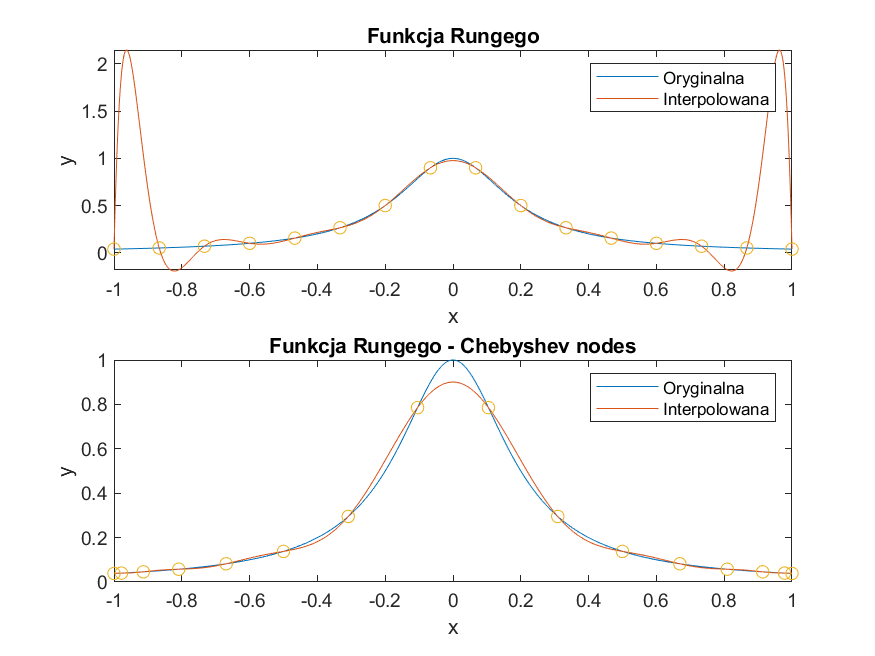 Funkcja Rungego
Oryginalna
Interpolowana
y
2
1.5
1
0.5
0
-1 -0.8 -0.6 -0.4 -0.2 0 0.2 0.4 0.6 0.8 1
x
Funkcja Rungego - Chebyshev nodes
Oryginalna
Interpolowana
y
1
0.8
0.6
0.4
0.2
0
-1 -0.8 -0.6 -0.4 -0.2 0 0.2 0.4 0.6 0.8 1
x